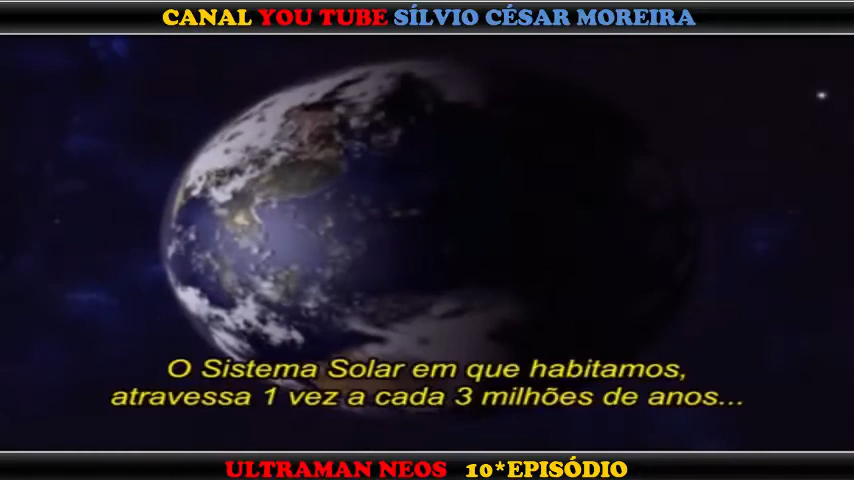 CANAL YOU TUBE SÍLVIO CÉSAR MOREIRA
O Sistema Solar em que habitamos,
atravessa 1 vez a cada 3 milhões de anos...
ULTRAMAN NEOS 10*EPISÓDIO